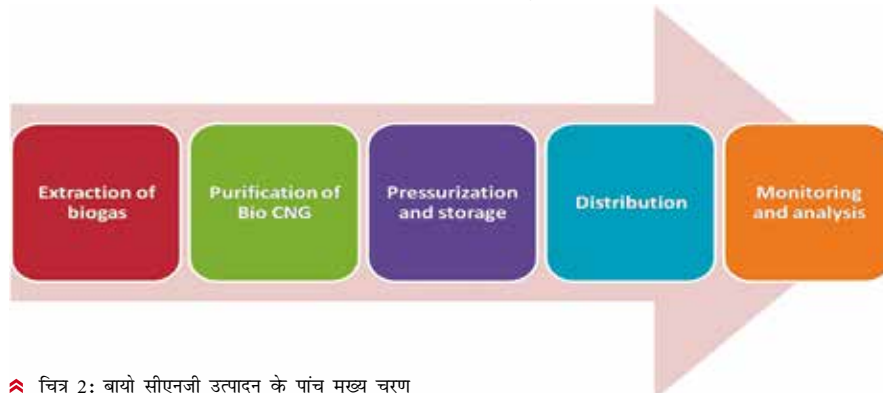 Extraction of
biogas
Purification of
Bio CNG
Pressurization
and storage
Distribution
Monitoring
and analysis
चित्र 2: बायो सीएनजी उत्पादन के पांच मुख्य चरण